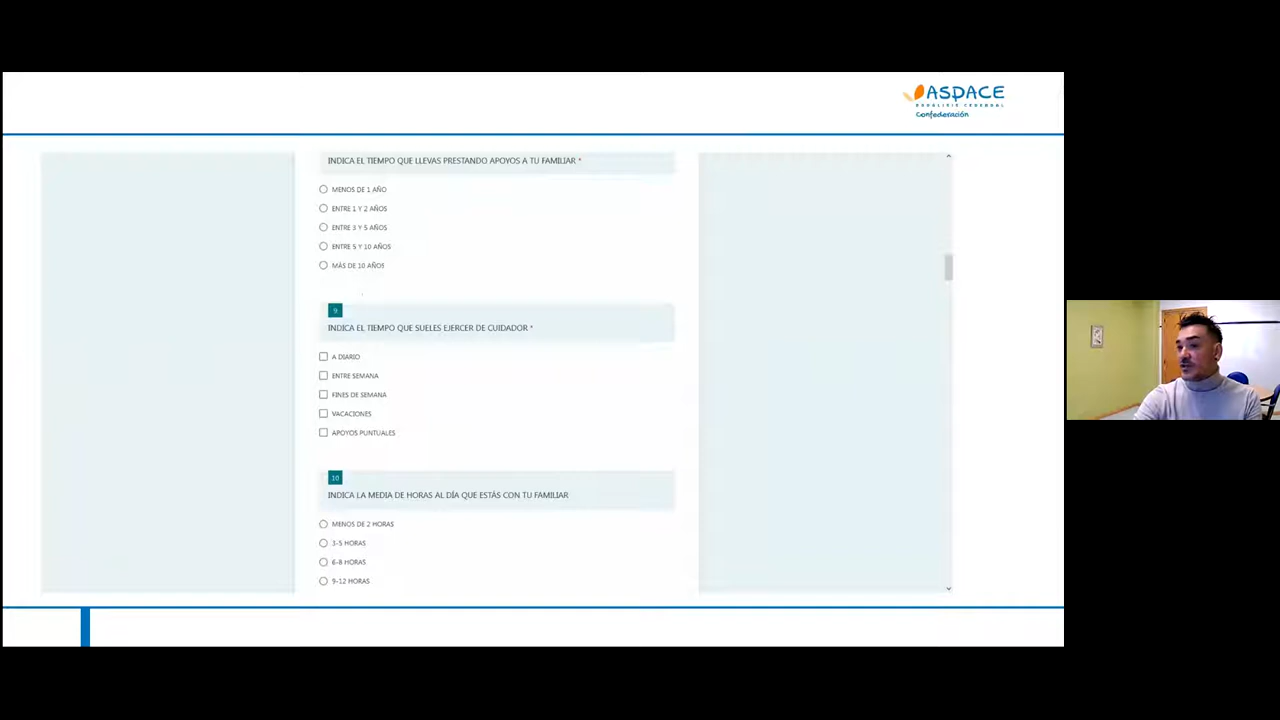 ASPACE
PARÁLISIS CEREBRAL
Confederación
INDICA EL TIEMPO QUE LLEVAS PRESTANDO APOYOS A TU FAMILIAR *
MENOS DE 1 AÑO
ENTRE 1 Y 2 AÑOS
ENTRE 3 Y 5 AÑOS
ENTRE 5 Y 10 AÑOS
MÁS DE 10 AÑOS
9
INDICA EL TIEMPO QUE SUELES EJERCER DE CUIDADOR *
A DIARIO
ENTRE SEMANA
FINES DE SEMANA
VACACIONES
APOYOS PUNTUALES
10
INDICA LA MEDIA DE HORAS AL DÍA QUE ESTÁS CON TU FAMILIAR
MENOS DE 2 HORAS
3-5 HORAS
6-8 HORAS
9-12 HORAS